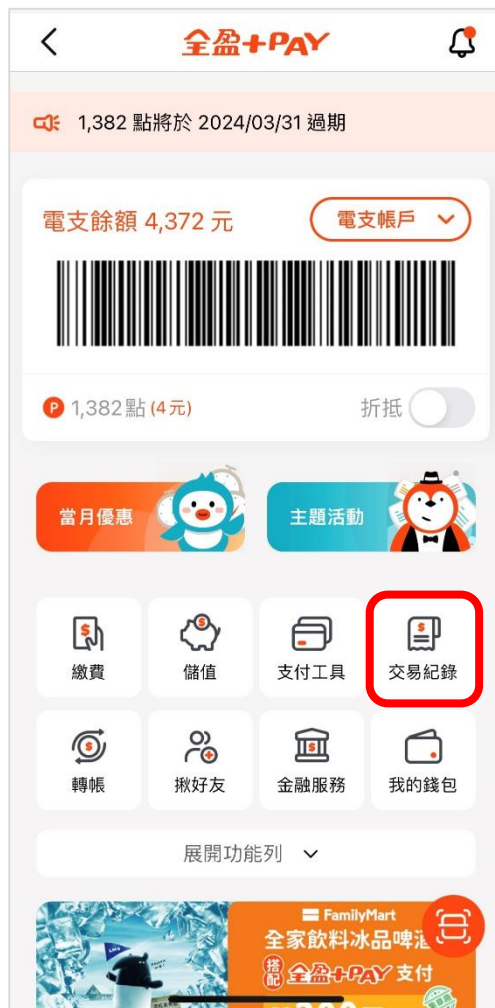 全盈+PAY
1,382 點將於 2024/03/31 過期
電支餘額 4,372 元
電支帳戶
P 1,382點 (4元)
折抵
當月優惠
主題活動
繳費
儲值
支付工具
交易紀錄
轉帳
揪好友
金融服務
我的錢包
展開功能列
FamilyMart
全家飲料冰品啤酒
搭配 全盈+PAY 支付